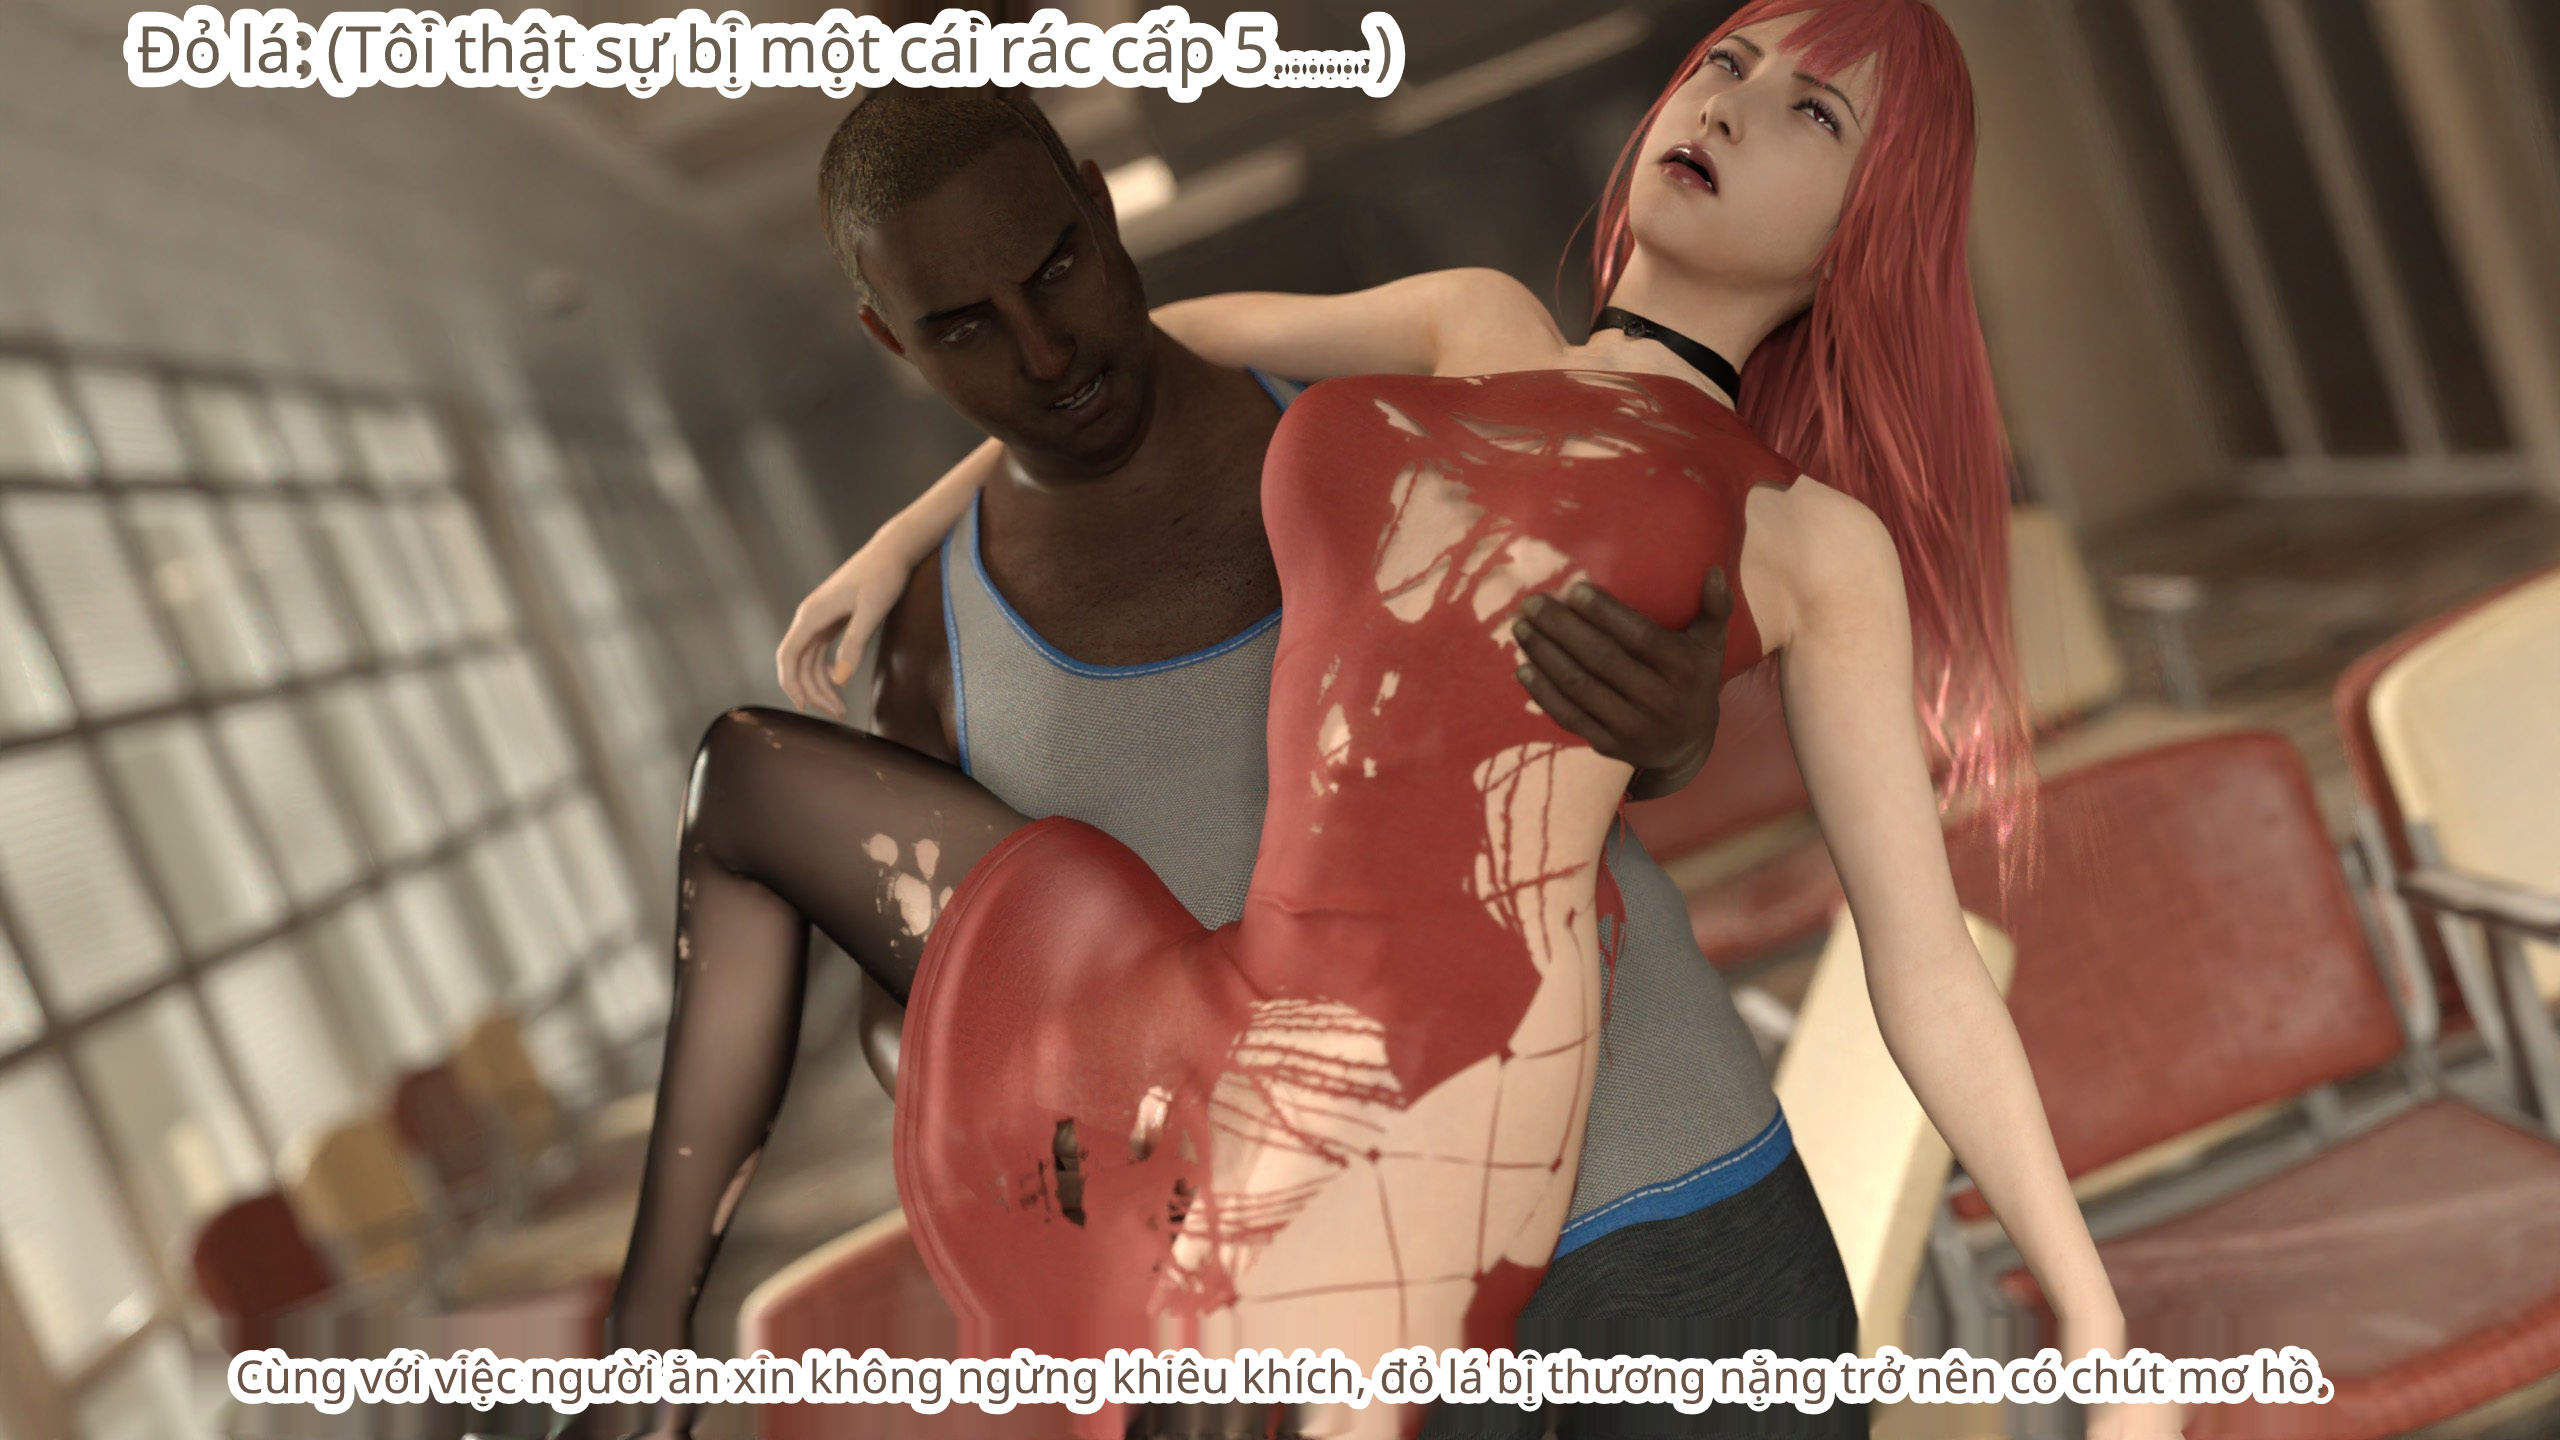 Đỏ lá: (Tôi thật sự bị một cái rác cấp 5........)
Cùng với việc người ăn xin không ngừng khiêu khích, đỏ lá bị thương nặng trở nên có chút mơ hồ.